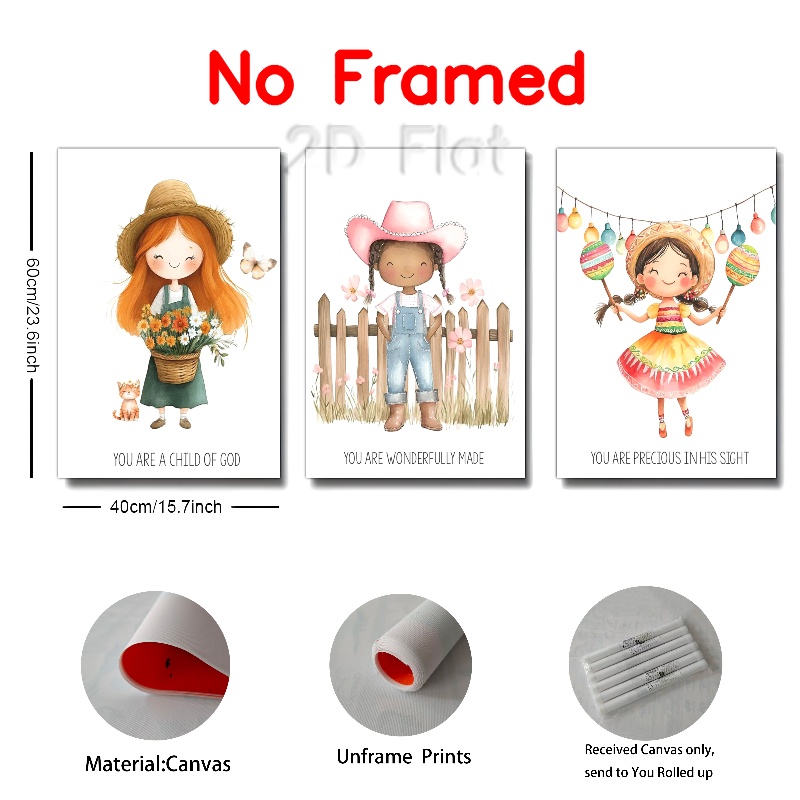 No Framed
2D Flat
60cm/23.6inch
YOU ARE A CHILD OF GOD
YOU ARE WONDERFULLY MADE
YOU ARE PRECIOUS IN HIS SIGHT
40cm/15.7inch
Material:Canvas
Unframe Prints
Received Canvas only,
send to You Rolled up